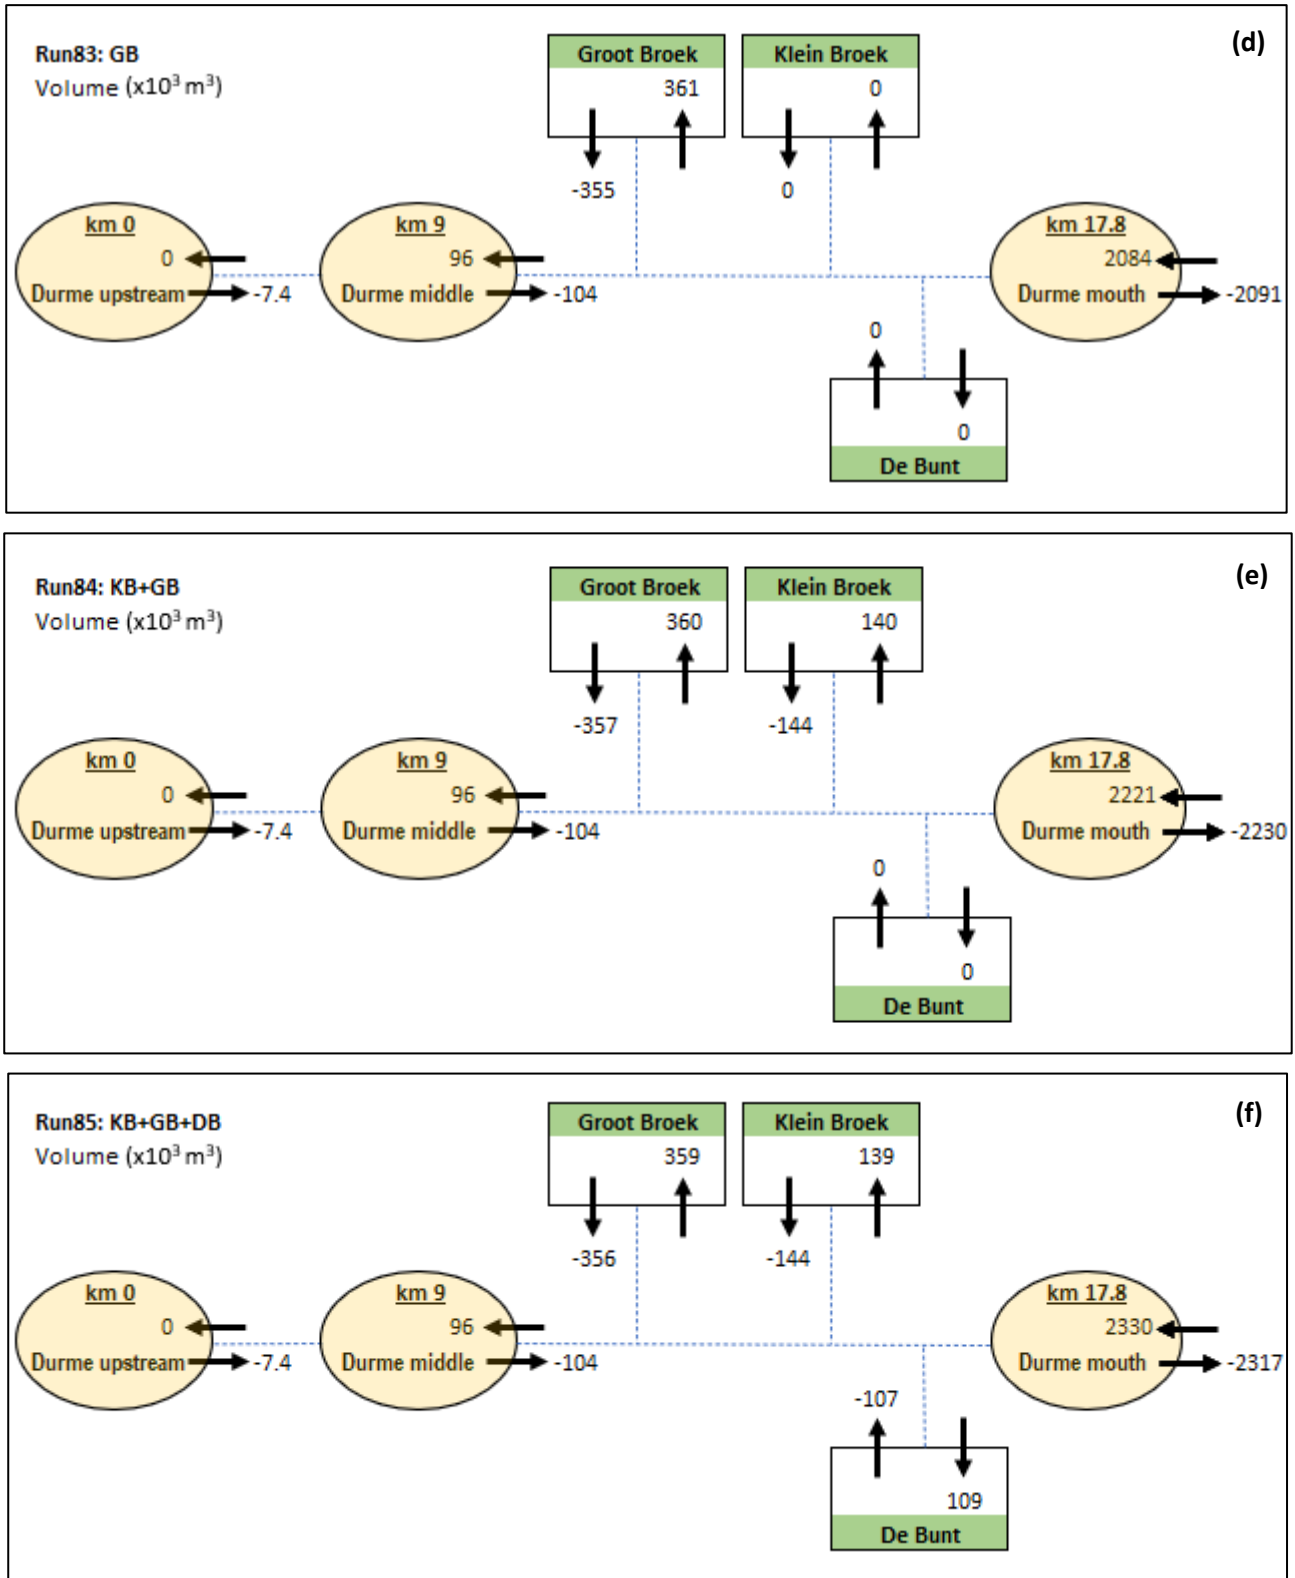 (d)
Run83: GB
Volume (x10³ m³)
Groot Broek
361
-355
Klein Broek
0
0
km 0
0
Durme upstream
-7.4
km 9
96
Durme middle
-104
km 17.8
2084
Durme mouth
-2091
0
0
De Bunt
(e)
Run84: KB+GB
Volume (x10³ m³)
Groot Broek
360
-357
Klein Broek
140
-144
km 0
0
Durme upstream
-7.4
km 9
96
Durme middle
-104
km 17.8
2221
Durme mouth
-2230
0
0
De Bunt
(f)
Run85: KB+GB+DB
Volume (x10³ m³)
Groot Broek
359
-356
Klein Broek
139
-144
km 0
0
Durme upstream
-7.4
km 9
96
Durme middle
-104
km 17.8
2330
Durme mouth
-2317
-107
109
De Bunt